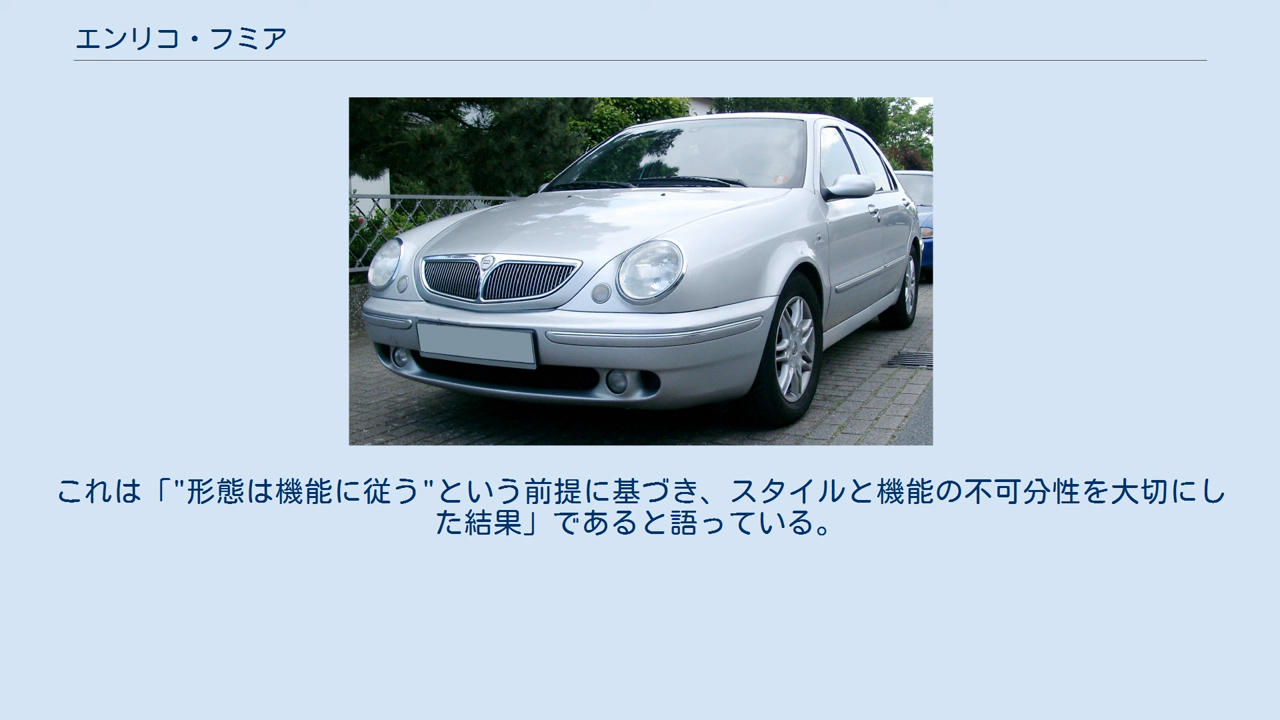 エンリコ・フミア
これは「"形態は機能に従う"という前提に基づき、スタイルと機能の不可分性を大切にし
た結果」であると語っている。